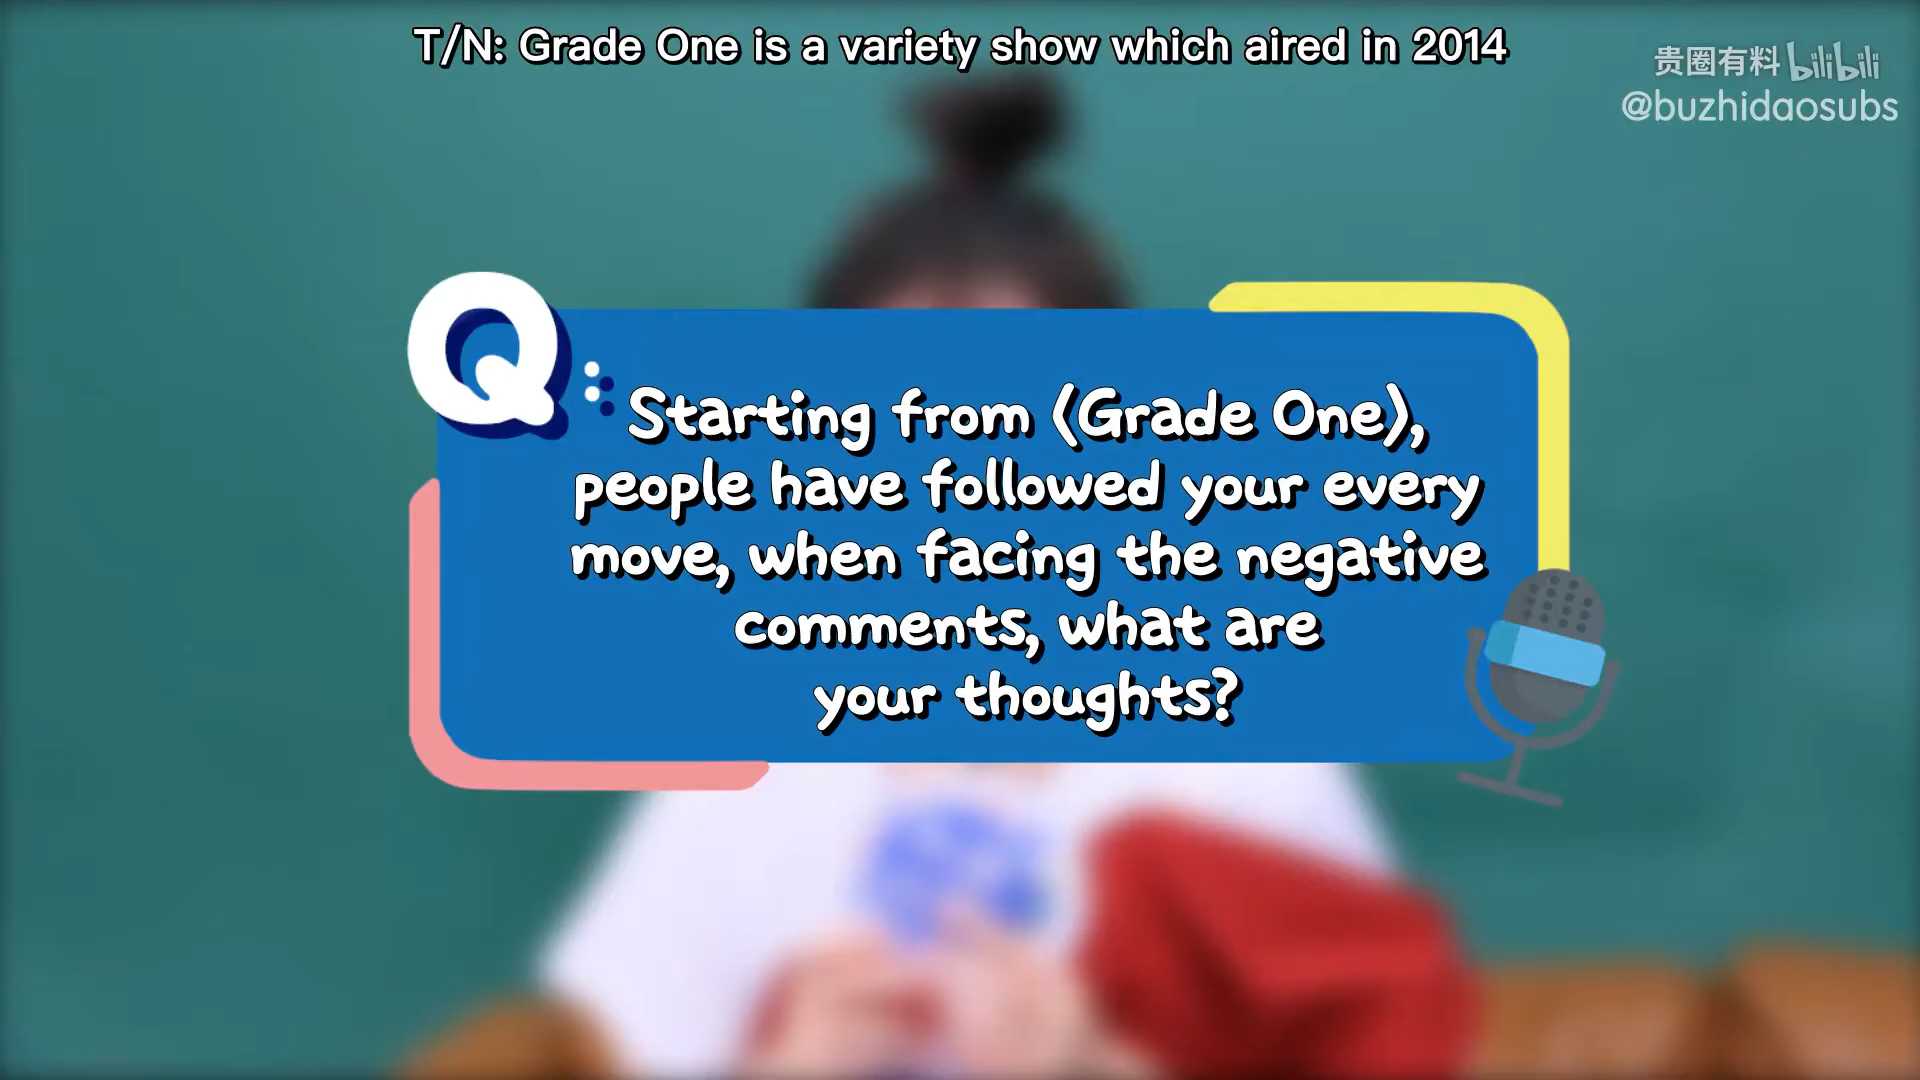 T/N: Grade One is a variety show which aired in 2014
贵圈有料 bilibili
@buzhidaosubs
Q:
Starting from 〈Grade One〉,
people have followed your every
move, when facing the negative
comments, what are
your thoughts?